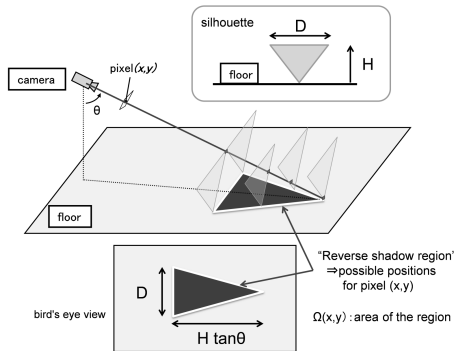 silhouette
D
floor
H
camera
pixel(x,y)
θ
floor
"Reverse shadow region"
⇒possible positions
for pixel (x,y)
Ω(x,y) : area of the region
bird's eye view
D
H tanθ